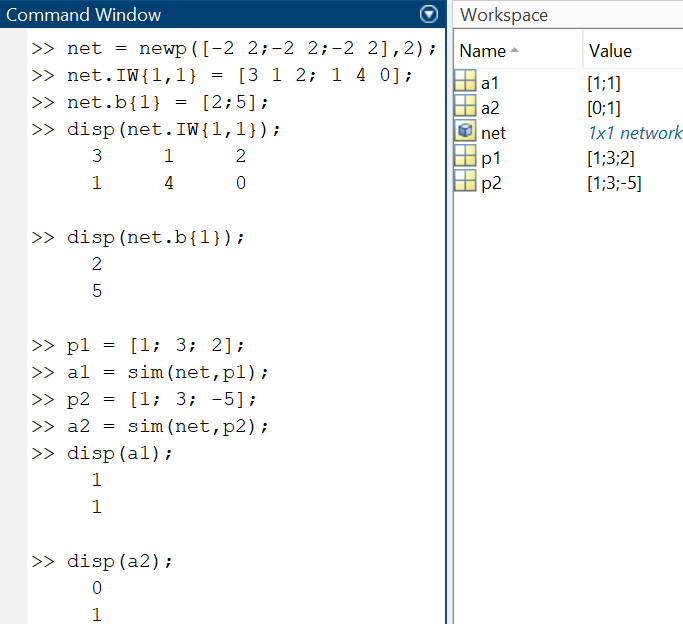 Command Window
>> net = newp([-2 2;-2 2;-2 2],2);
>> net.IW{1,1} = [3 1 2; 1 4 0];
>> net.b{1} = [2;5];
>> disp(net.IW{1,1});
3 1 2
1 4 0
>> disp(net.b{1});
2
5
>> p1 = [1; 3; 2];
>> a1 = sim(net,p1);
>> p2 = [1; 3; -5];
>> a2 = sim(net,p2);
>> disp(a1);
1
1
>> disp(a2);
0
1
Workspace
Name Value
a1 [1;1]
a2 [0;1]
net 1x1 network
p1 [1;3;2]
p2 [1;3;-5]